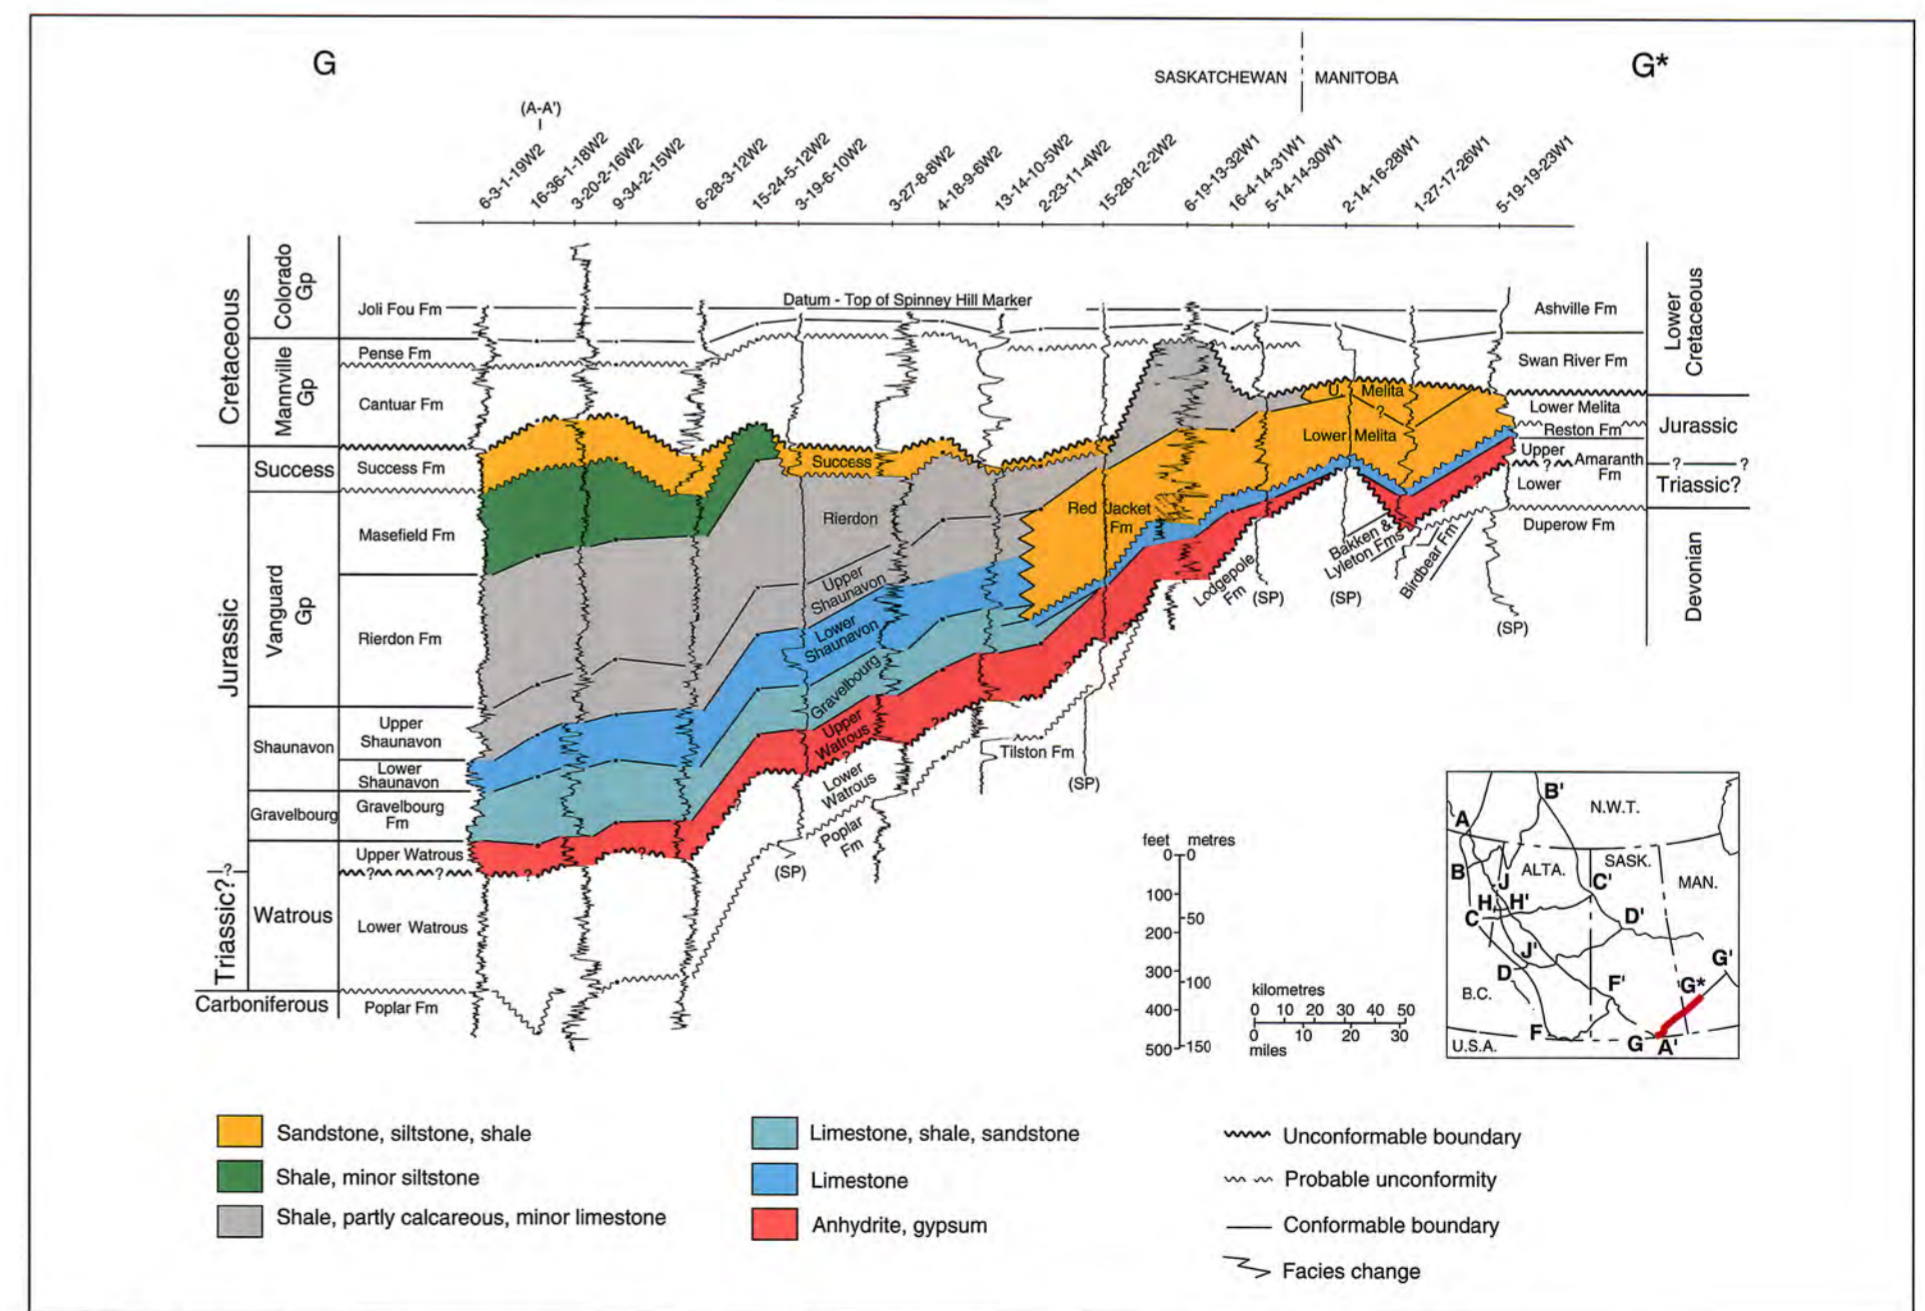 G
G*
SASKATCHEWAN
MANITOBA
(A-A')
6-3-1-19W2
16-36-1-18W2
3-20-2-16W2
9-34-2-15W2
6-28-3-12W2
15-24-5-12W2
3-19-6-10W2
3-27-8-8W2
4-18-9-6W2
13-14-10-5W2
2-23-11-4W2
15-28-12-2W2
6-19-13-32W1
16-4-14-31W1
5-14-14-30W1
2-14-16-28W1
1-27-17-26W1
5-19-19-23W1
Cretaceous
Colorado
Gp
Joli Fou Fm
Datum - Top of Spinney Hill Marker
Ashville Fm
Lower
Cretaceous
Mannville
Gp
Pense Fm
Cantuar Fm
Swan River Fm
Success
Success Fm
Success
U. Melita
?
Lower Melita
Lower Melita
Reston Fm
Jurassic
Upper
? Amaranth
Fm
? ?
Lower
Triassic?
Duperow Fm
Devonian
Jurassic
Vanguard
Gp
Masefield Fm
Rierdon Fm
Rierdon
Red Jacket
Fm
Upper
Shaunavon
Lower
Shaunavon
Gravelbourg
Upper
Watrous
Lower
Watrous
Poplar
Fm
(SP)
Tilston Fm
(SP)
Lodgepole
Fm
(SP)
Bakken &
Lyleton Fms
(SP)
Birdbear Fm
(SP)
Shaunavon
Upper
Shaunavon
Lower
Shaunavon
Gravelbourg
Gravelbourg
Fm
Upper Watrous
? ?
?
Triassic?
Watrous
Lower Watrous
Carboniferous
Poplar Fm
feet metres
0 0
100
50
200
300
100
400
500 150
kilometres
0 10 20 30 40 50
0 10 20 30
miles
A
B'
N.W.T.
B
J
ALTA.
SASK.
C'
MAN.
H
H'
C
D'
J'
D
G'
B.C.
F'
G*
F
G
A'
U.S.A.
Sandstone, siltstone, shale
Shale, minor siltstone
Shale, partly calcareous, minor limestone
Limestone, shale, sandstone
Limestone
Anhydrite, gypsum
Unconformable boundary
Probable unconformity
Conformable boundary
Facies change